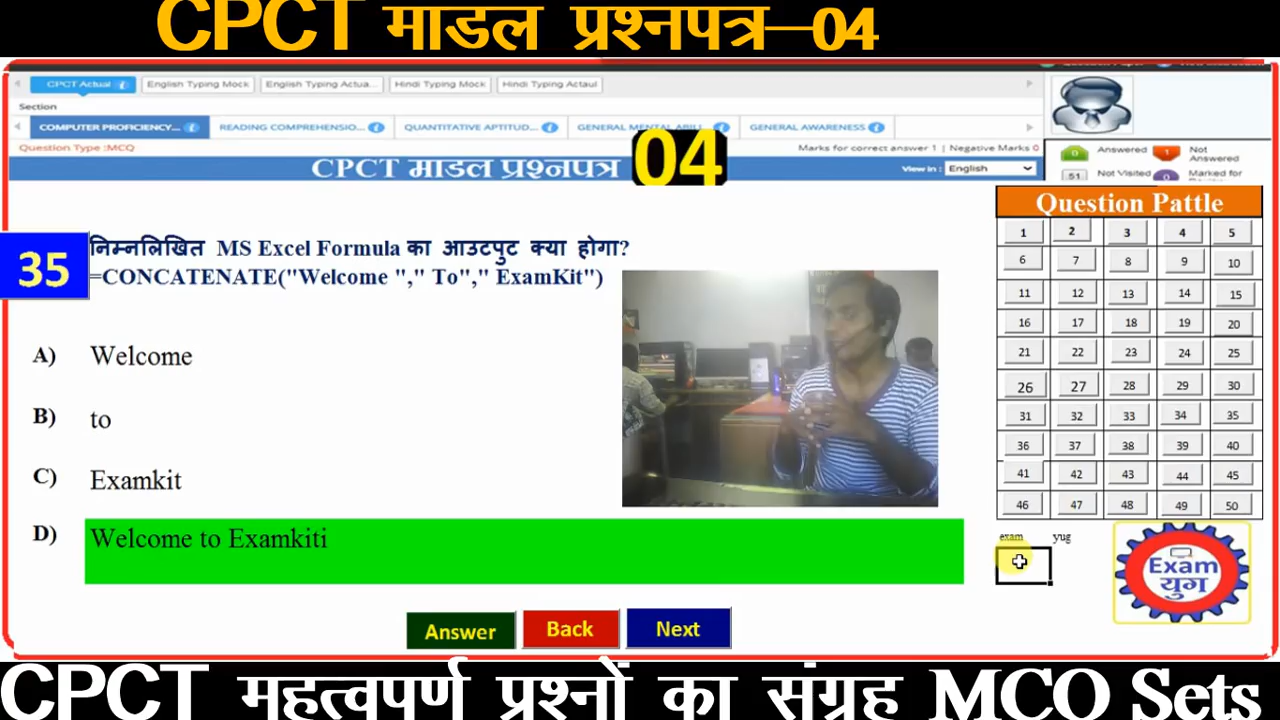 CPCT माडल प्रश्नपत्र–04
CPCT Actual English Typing Mock English Typing Actua... Hindi Typing Mock Hindi Typing Actaul
Section
COMPUTER PROFICIENCY.... READING COMPREHENSIO... QUANTITATIVE APTITUD... GENERAL MENTAL ABILI... GENERAL AWARENESS
Question Type :MCQ Marks for correct answer 1 | Negative Marks 0
CPCT माडल प्रश्नपत्र 04 View in : English
0 Answered 1 Not Answered
51 Not Visited 0 Marked for
Question Pattle
1 2 3 4 5
6 7 8 9 10
11 12 13 14 15
16 17 18 19 20
21 22 23 24 25
26 27 28 29 30
31 32 33 34 35
36 37 38 39 40
41 42 43 44 45
46 47 48 49 50
35
निम्नलिखित MS Excel Formula का आउटपुट क्या होगा?
=CONCATENATE("Welcome "," To"," ExamKit")
A) Welcome
B) to
C) Examkit
D) Welcome to Examkiti
exam yug
Exam
युग
Answer Back Next
CPCT महत्वपर्ण प्रश्नों का संग्रह MCQ Sets